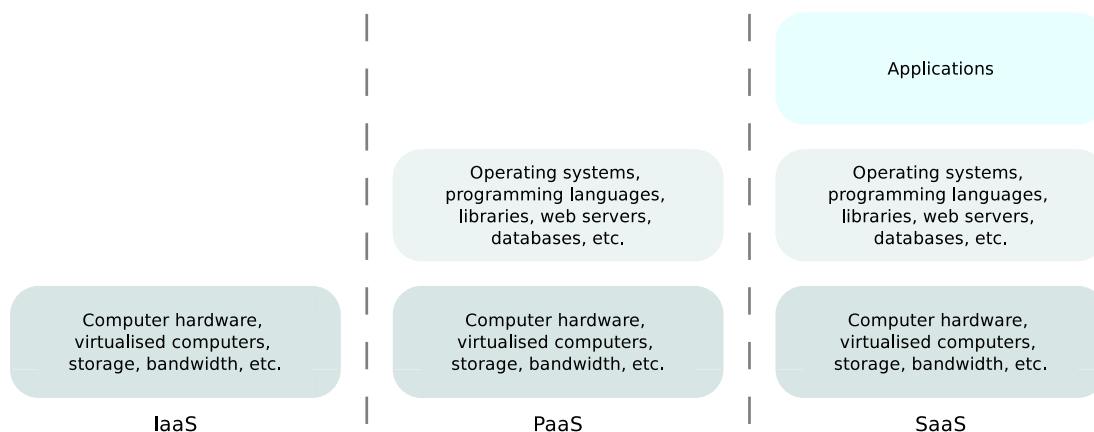 Applications
Operating systems,
programming languages,
libraries, web servers,
databases, etc.
Operating systems,
programming languages,
libraries, web servers,
databases, etc.
Computer hardware,
virtualised computers,
storage, bandwidth, etc.
Computer hardware,
virtualised computers,
storage, bandwidth, etc.
Computer hardware,
virtualised computers,
storage, bandwidth, etc.
IaaS
PaaS
SaaS